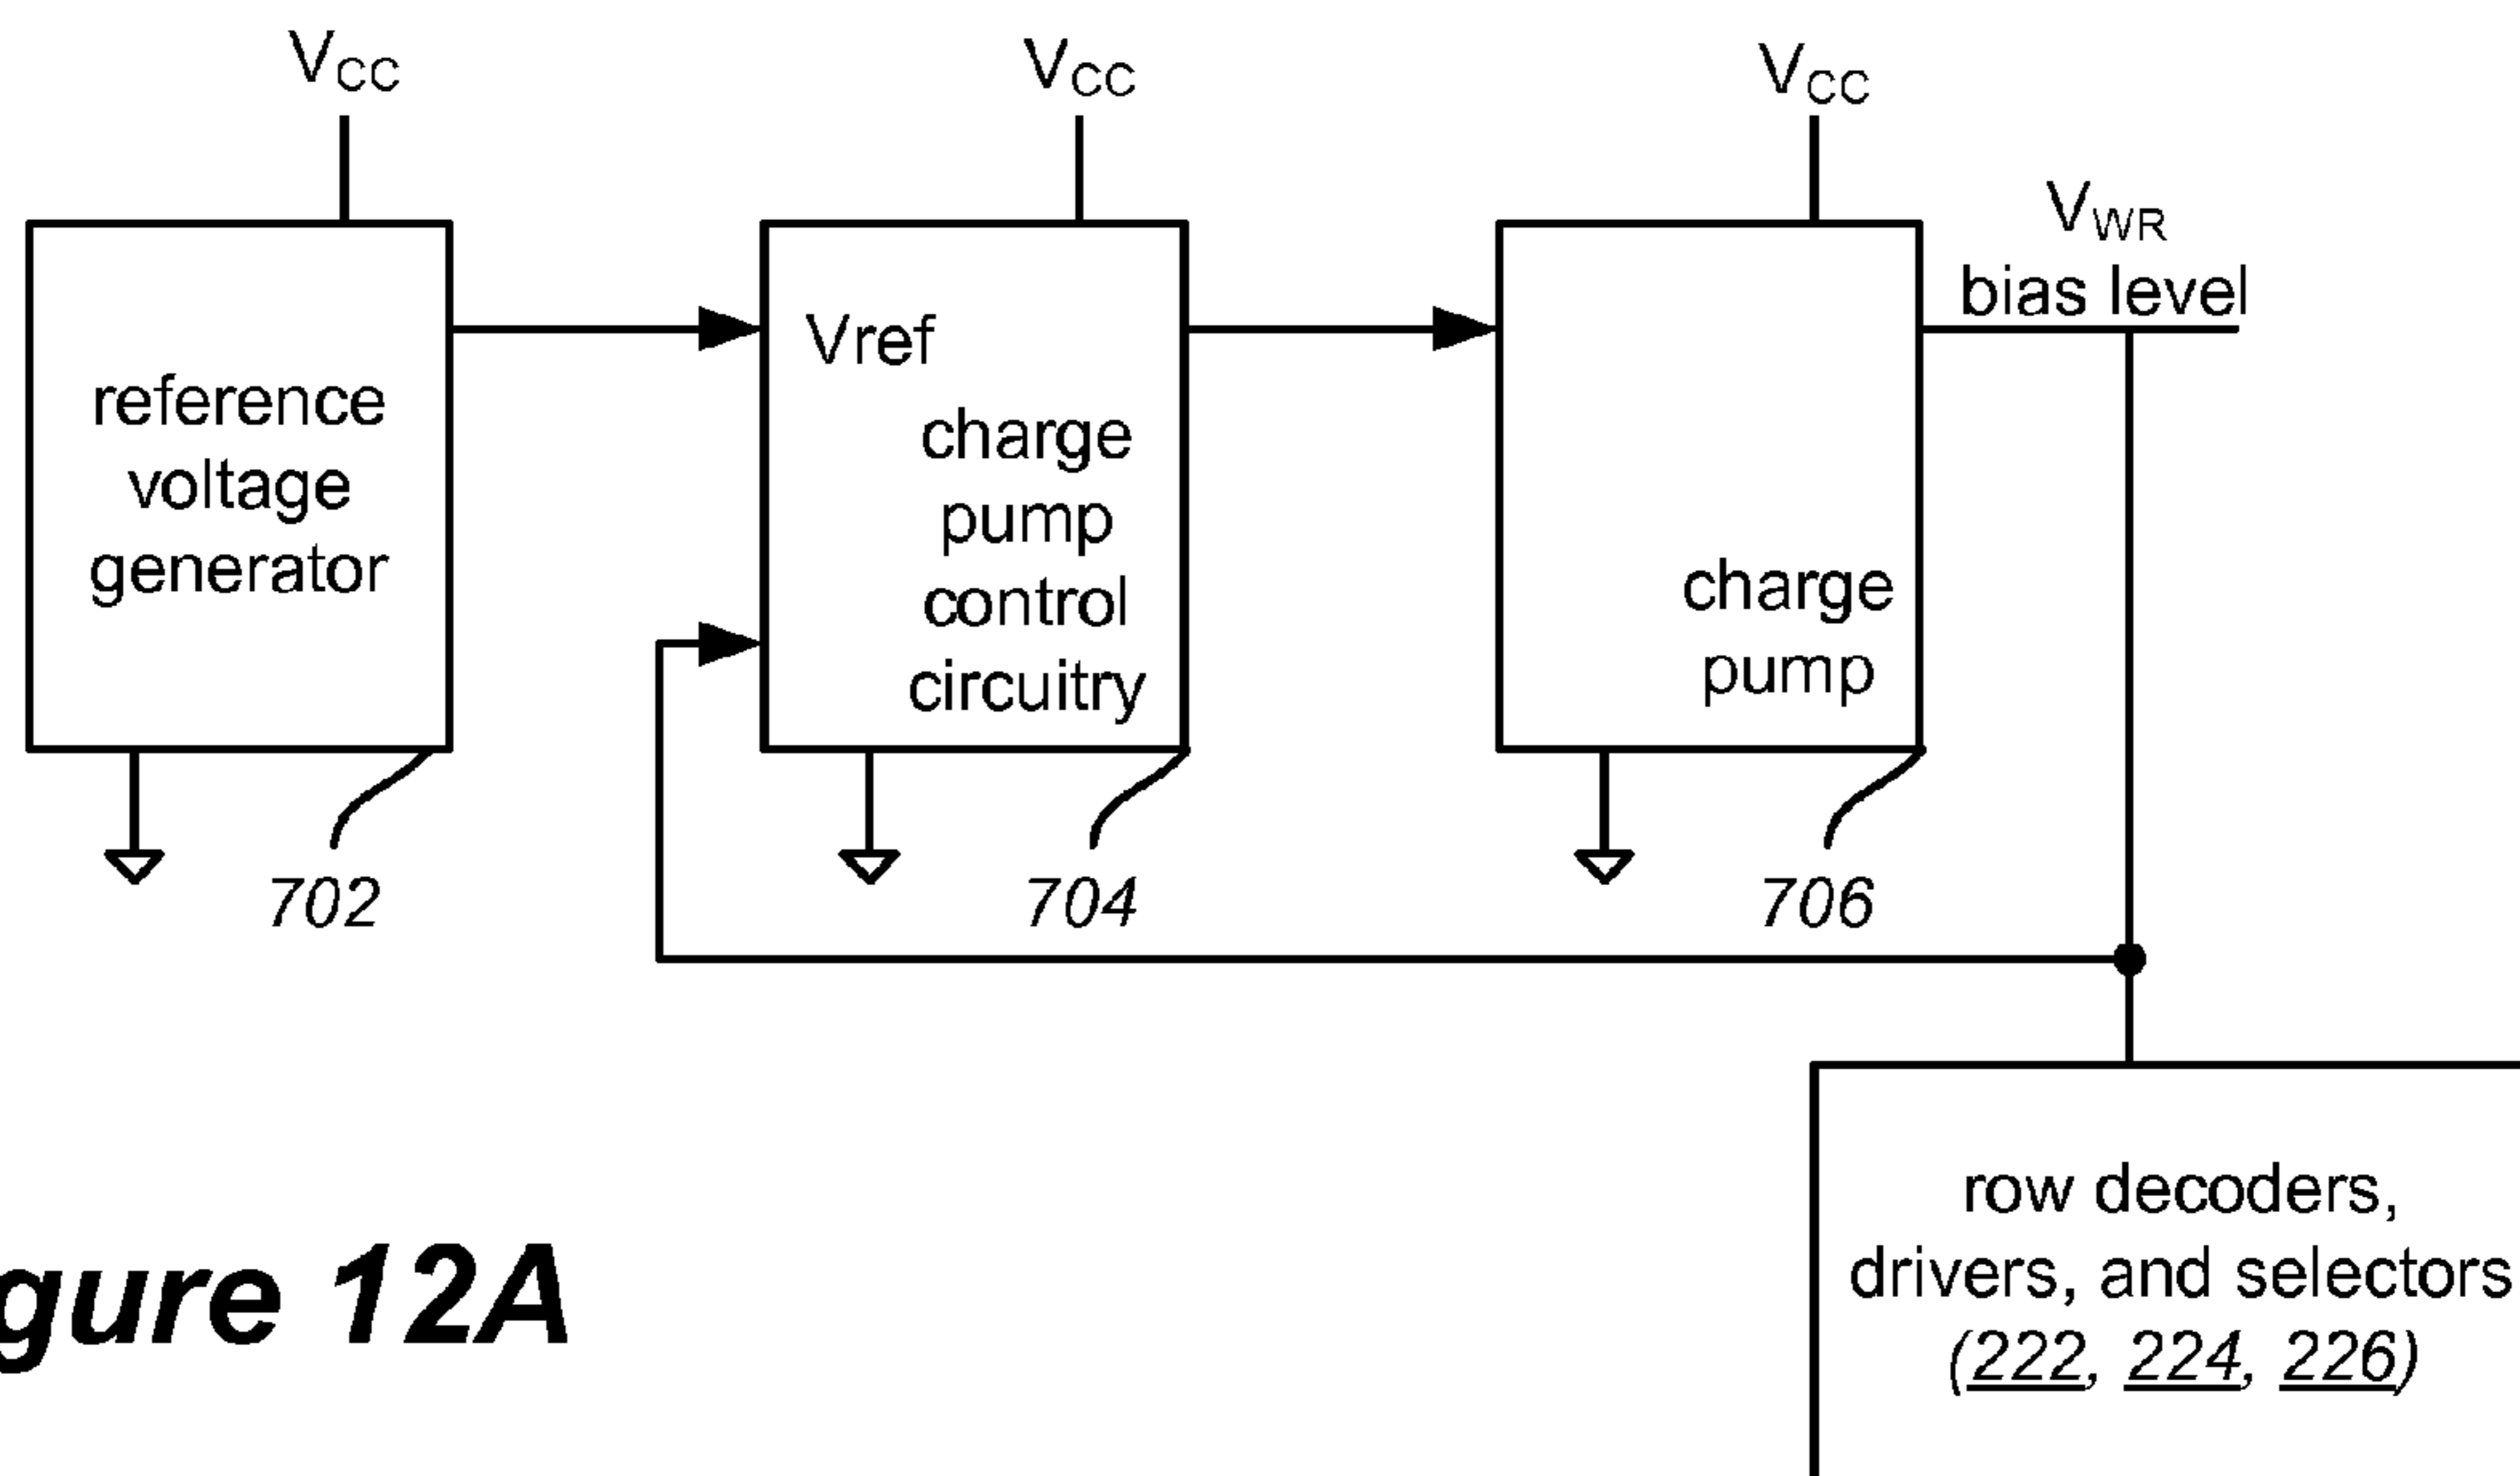 VCC
VCC
VCC
VWR
bias level
reference
voltage
generator
Vref
charge
pump
control
circuitry
charge
pump
702
704
706
row decoders,
drivers, and selectors
(222, 224, 226)
gure 12A